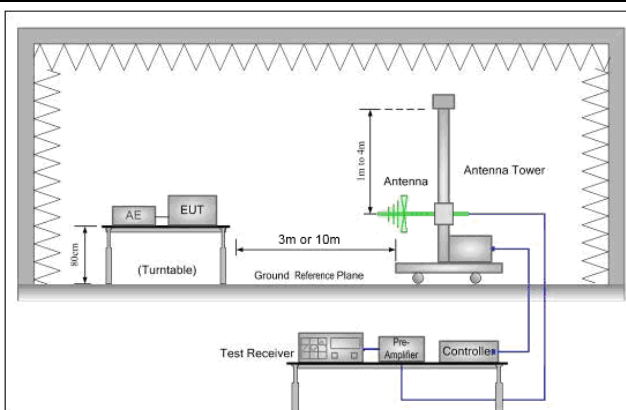 1m to 4m
Antenna
Antenna Tower
AE
EUT
3m or 10m
80cm
(Turntable)
Ground Reference Plane
Test Receiver
Pre-
Amplifier
Controller